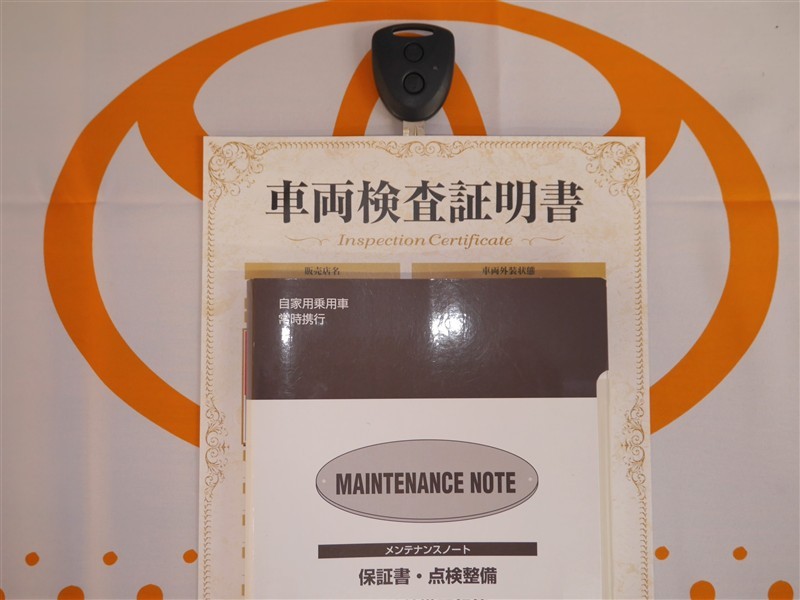 車両検査証明書
Inspection Certificate
販売店名
車両外装状態
自家用乗用車
常時携行
MAINTENANCE NOTE
メンテナンスノート
保証書・点検整備